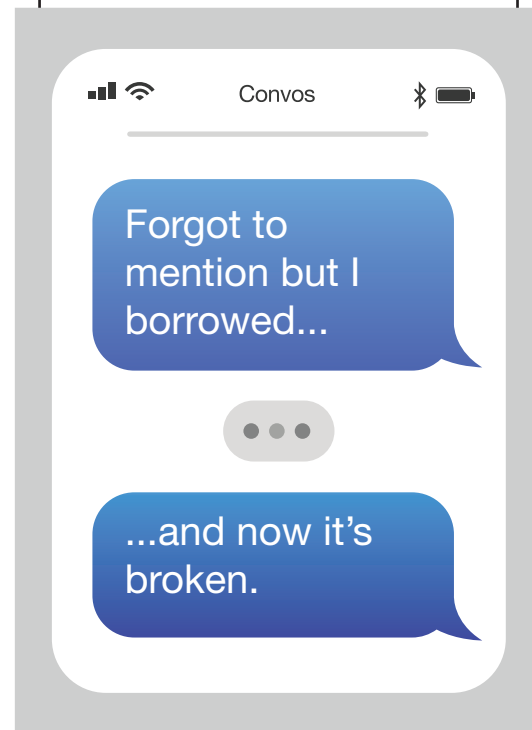 Convos
Forgot to
mention but I
borrowed...
...and now it’s
broken.